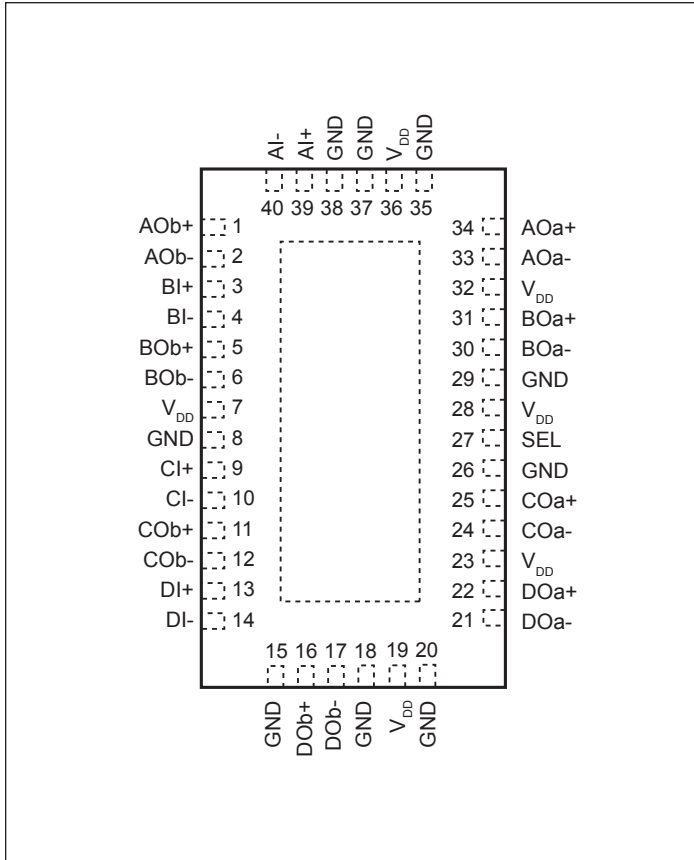 AI- AI+ GND GND VDD GND
40 39 38 37 36 35
AOb+ 1 34 AOa+
AOb- 2 33 AOa-
BI+ 3 32 VDD
BI- 4 31 BOa+
BOb+ 5 30 BOa-
BOb- 6 29 GND
VDD 7 28 VDD
GND 8 27 SEL
CI+ 9 26 GND
CI- 10 25 COa+
COb+ 11 24 COa-
COb- 12 23 VDD
DI+ 13 22 DOa+
DI- 14 21 DOa-
15 16 17 18 19 20
GND DOb+ DOb- GND VDD GND